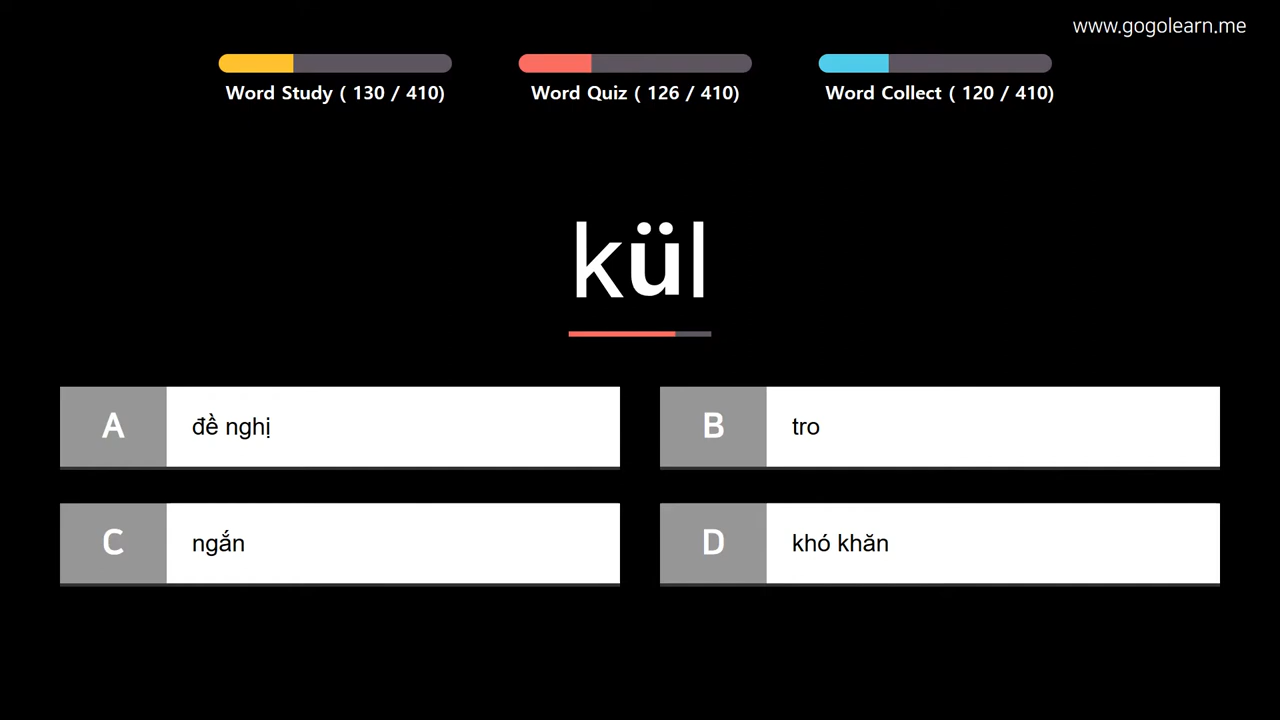 www.gogolearn.me
Word Study ( 130 / 410)
Word Quiz ( 126 / 410)
Word Collect ( 120 / 410)
kül
A đề nghị
B tro
C ngắn
D khó khăn